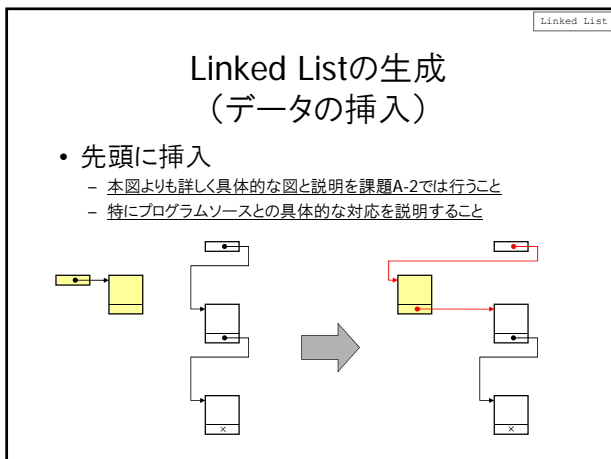 Linked List
Linked Listの生成
（データの挿入）
• 先頭に挿入
– 本図よりも詳しく具体的な図と説明を課題A-2では行うこと
– 特にプログラムソースとの具体的な対応を説明すること
×
×